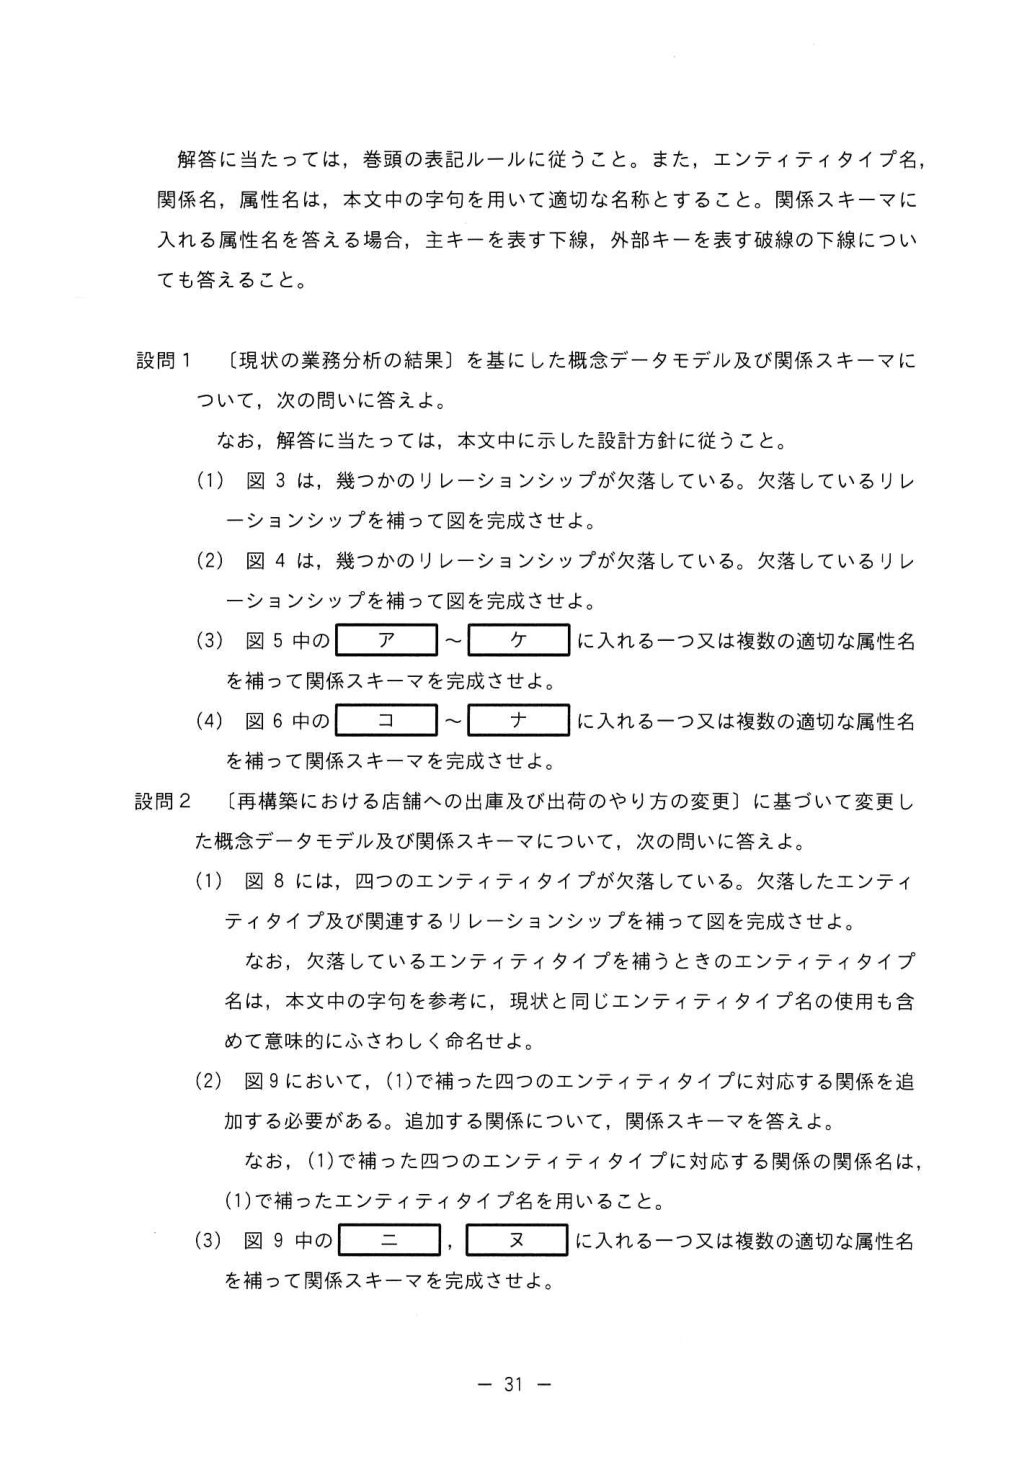 解答に当たっては，巻頭の表記ルールに従うこと。また，エンティティタイプ名，
関係名，属性名は，本文中の字句を用いて適切な名称とすること。関係スキーマに
入れる属性名を答える場合，主キーを表す下線，外部キーを表す破線の下線につい
ても答えること。
設問1 〔現状の業務分析の結果〕を基にした概念データモデル及び関係スキーマに
ついて，次の問いに答えよ。
なお，解答に当たっては，本文中に示した設計方針に従うこと。
(1) 図 3 は，幾つかのリレーションシップが欠落している。欠落しているリレ
ーションシップを補って図を完成させよ。
(2) 図 4 は，幾つかのリレーションシップが欠落している。欠落しているリレ
ーションシップを補って図を完成させよ。
(3) 図 5 中の ア ～ ケ に入れる一つ又は複数の適切な属性名
を補って関係スキーマを完成させよ。
(4) 図 6 中の コ ～ ナ に入れる一つ又は複数の適切な属性名
を補って関係スキーマを完成させよ。
設問2 〔再構築における店舗への出庫及び出荷のやり方の変更〕に基づいて変更し
た概念データモデル及び関係スキーマについて，次の問いに答えよ。
(1) 図 8 には，四つのエンティティタイプが欠落している。欠落したエンティ
ティタイプ及び関連するリレーションシップを補って図を完成させよ。
なお，欠落しているエンティティタイプを補うときのエンティティタイプ
名は，本文中の字句を参考に，現状と同じエンティティタイプ名の使用も含
めて意味的にふさわしく命名せよ。
(2) 図9において，(1)で補った四つのエンティティタイプに対応する関係を追
加する必要がある。追加する関係について，関係スキーマを答えよ。
なお，(1)で補った四つのエンティティタイプに対応する関係の関係名は，
(1)で補ったエンティティタイプ名を用いること。
(3) 図 9 中の ニ ， ヌ に入れる一つ又は複数の適切な属性名
を補って関係スキーマを完成させよ。
－ 31 －